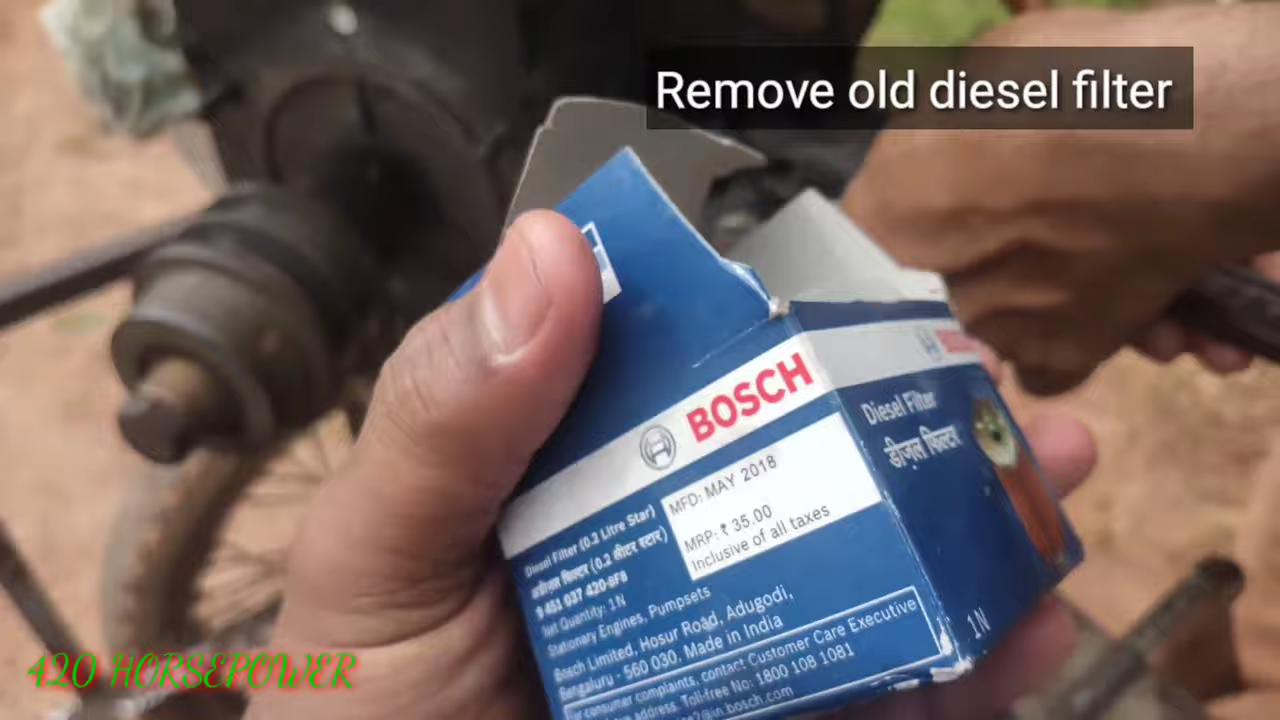 Remove old diesel filter
BOSCH
MFD: MAY 2018
MRP: ₹ 35.00
Inclusive of all taxes
Diesel Filter (0.2 Litre Star)
डीज़ल फिल्टर (0.2 लीटर स्टार)
9 451 037 420-8F8
Net Quantity: 1N
Stationary Engines, Pumpsets
Bosch Limited, Hosur Road, Adugodi,
Bengaluru - 560 030. Made in India
For consumer complaints, contact Customer Care Executive
address. Toll-free No: 1800 108 1081
@in.bosch.com
BOSCH
Diesel Filter
डीज़ल फिल्टर
1N
420 HORSEPOWER